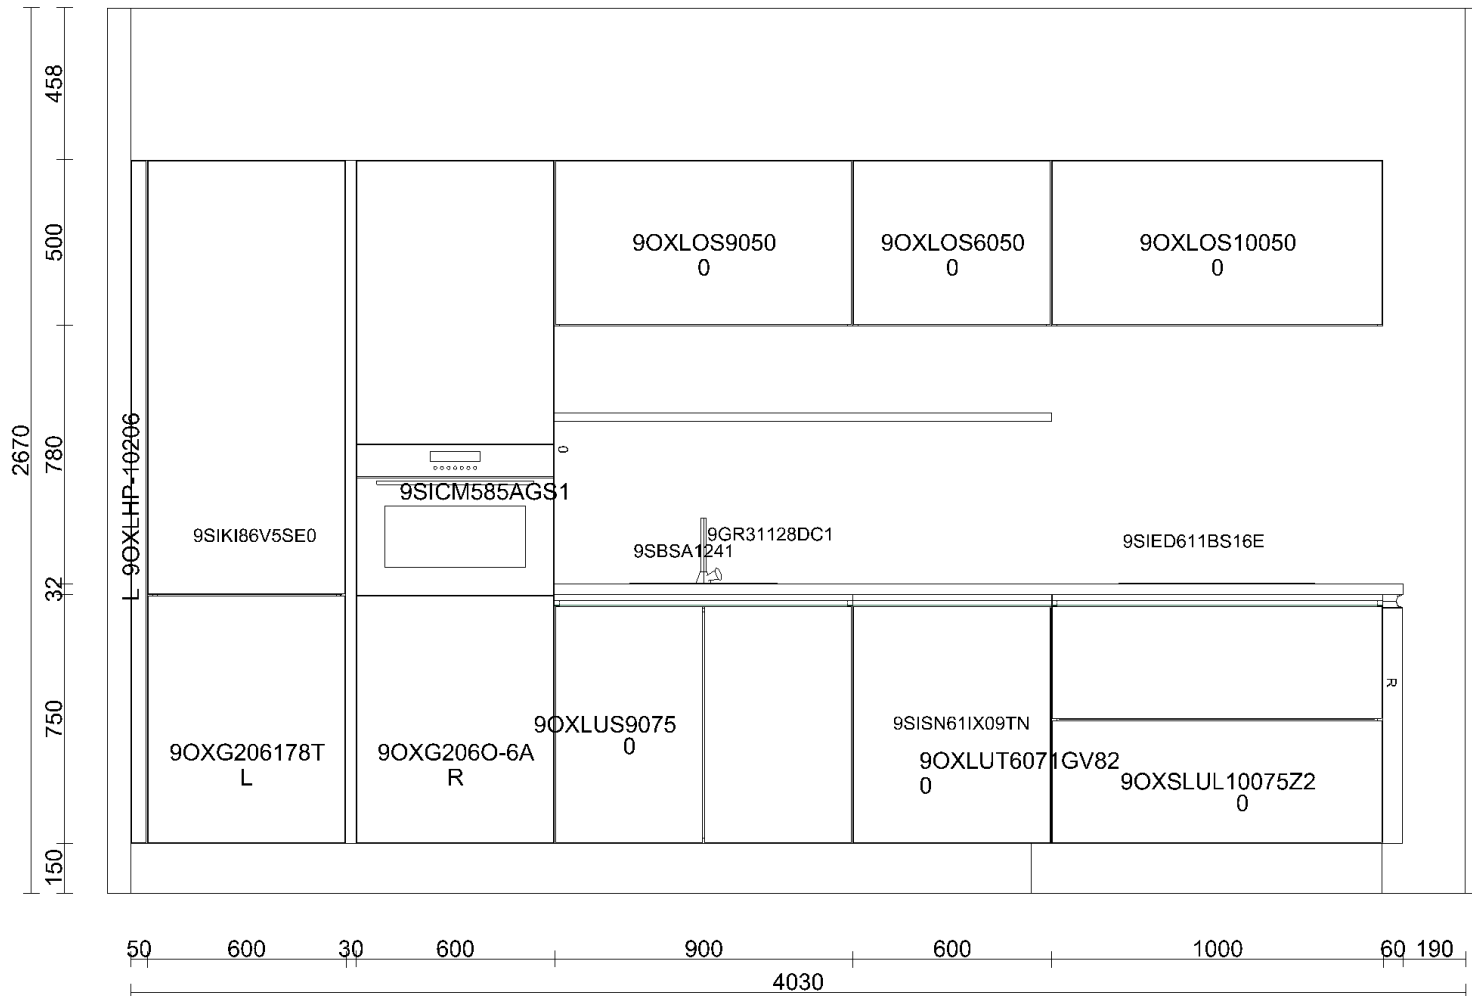 458
500
2670
780
32
750
150
L 9OXLHP-10206
9OXLOS9050
0
9OXLOS6050
0
9OXLOS10050
0
0
9SICM585AGS1
9SIKI86V5SE0
9GR31128DC1
9SBSA1241
9SIED611BS16E
R
9OXG206178T
L
9OXG206O-6A
R
9OXLUS9075
0
9SISN61IX09TN
9OXLUT6071GV82
0
9OXSLUL10075Z2
0
50 600 30 600 900 600 1000 60 190
4030